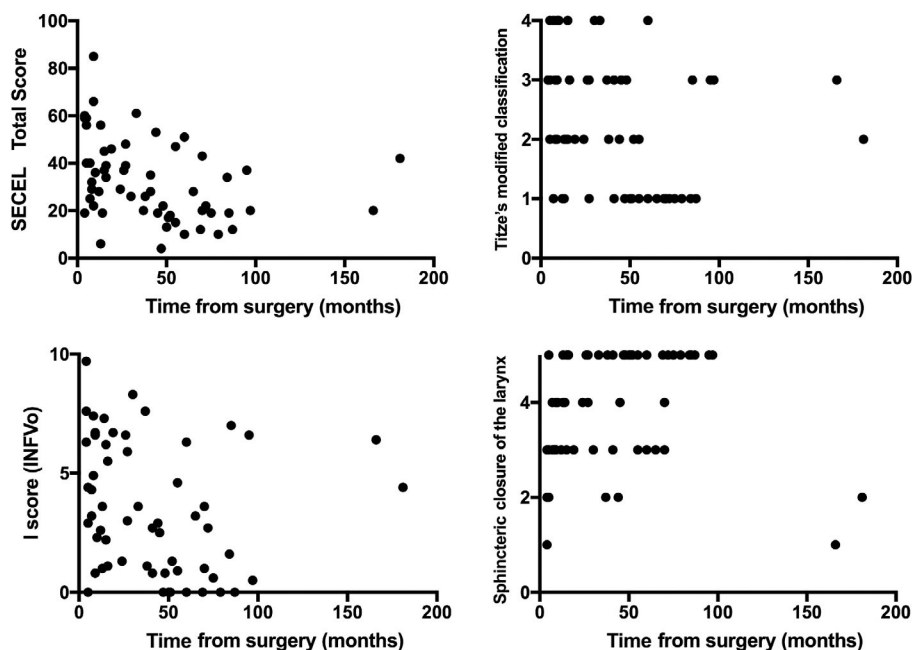 SECEL Total Score
100
80
60
40
20
0
0 50 100 150 200
Time from surgery (months)
Titze's modified classification
4
3
2
1
0
0 50 100 150 200
Time from surgery (months)
I score (INFVo)
10
5
0
0 50 100 150 200
Time from surgery (months)
Sphincteric closure of the larynx
4
2
0
0 50 100 150 200
Time from surgery (months)